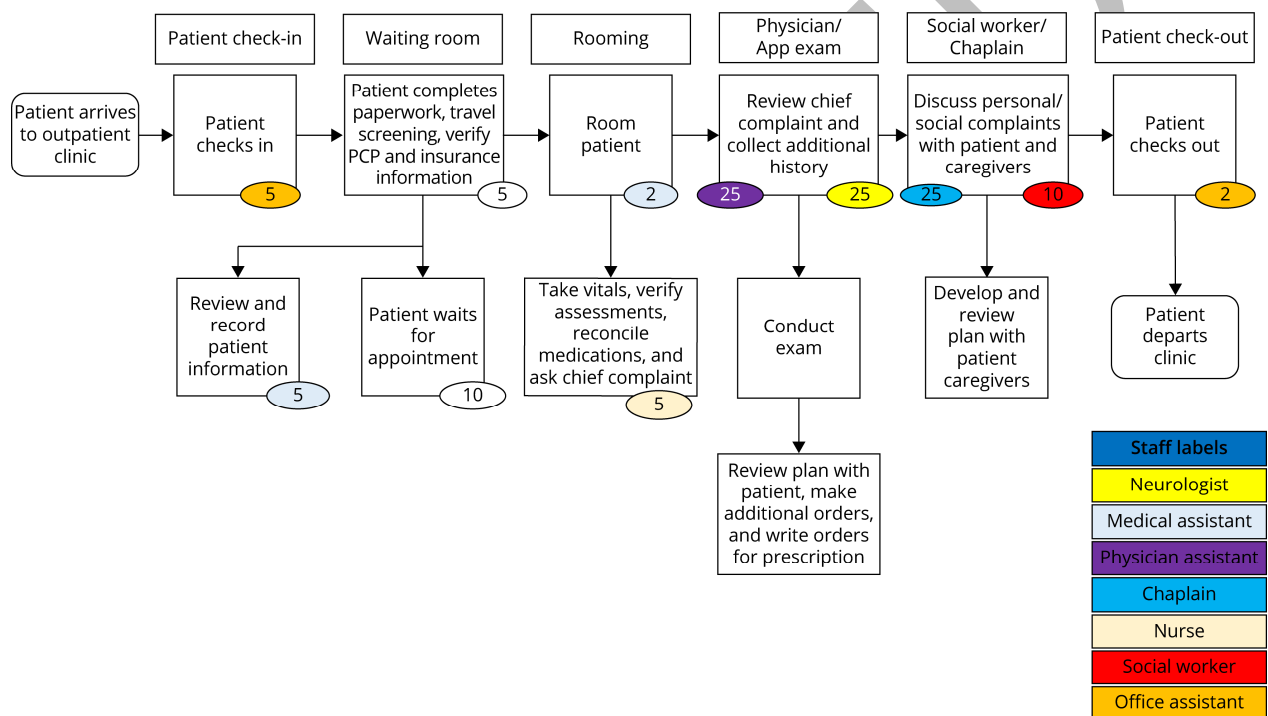 Patient check-in
Waiting room
Rooming
Physician/
App exam
Social worker/
Chaplain
Patient check-out
Patient arrives
to outpatient
clinic
Patient
checks in
5
Patient completes
paperwork, travel
screening, verify
PCP and insurance
information
5
Room
patient
2
Review chief
complaint and
collect additional
history
25
25
Discuss personal/
social complaints
with patient and
caregivers
25
10
Patient
checks out
2
Review and
record
patient
information
5
Patient waits
for
appointment
10
Take vitals, verify
assessments,
reconcile
medications, and
ask chief complaint
5
Conduct
exam
Develop and
review
plan with
patient
caregivers
Patient
departs
clinic
Review plan with
patient, make
additional orders,
and write orders
for prescription
Staff labels
Neurologist
Medical assistant
Physician assistant
Chaplain
Nurse
Social worker
Office assistant